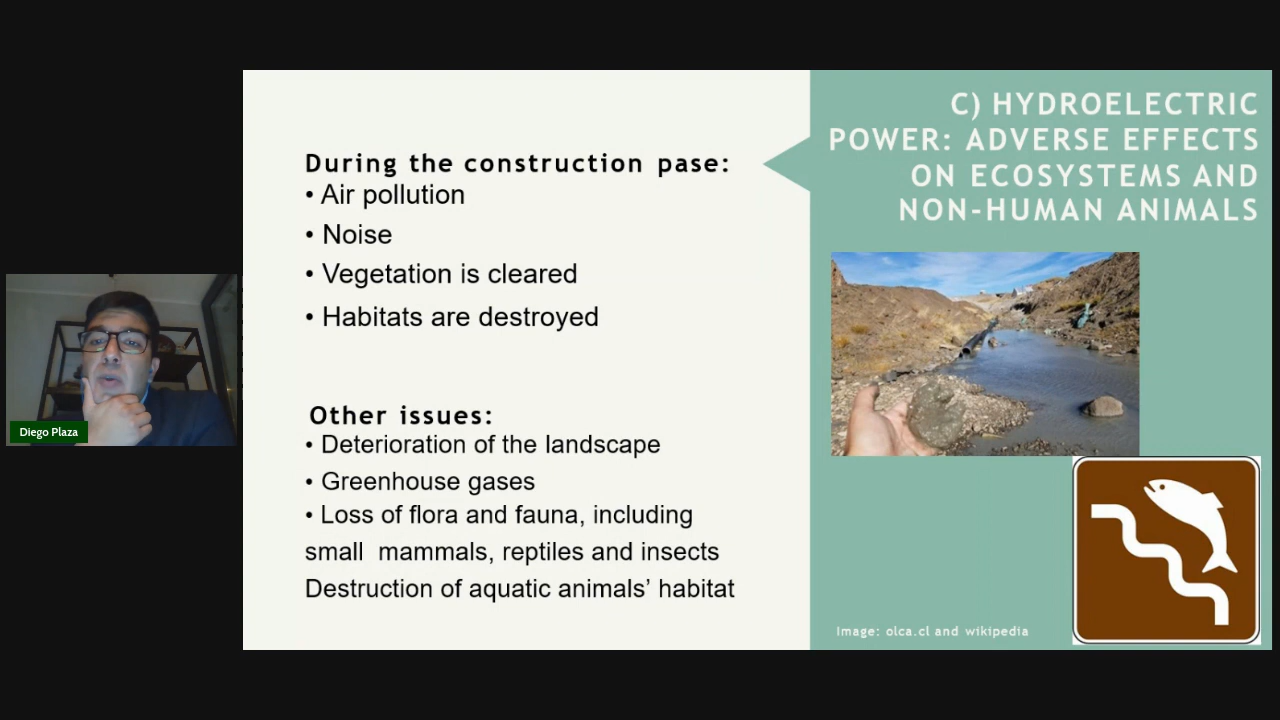 C) HYDROELECTRIC
POWER: ADVERSE EFFECTS
ON ECOSYSTEMS AND
NON-HUMAN ANIMALS
During the construction pase:
• Air pollution
• Noise
• Vegetation is cleared
• Habitats are destroyed
Other issues:
• Deterioration of the landscape
• Greenhouse gases
• Loss of flora and fauna, including
small mammals, reptiles and insects
Destruction of aquatic animals’ habitat
Image: olca.cl and wikipedia
Diego Plaza